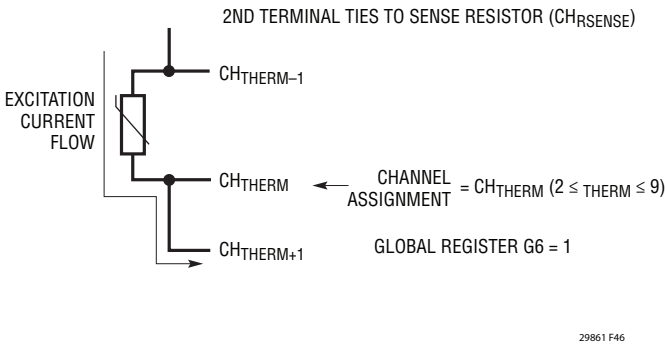 2ND TERMINAL TIES TO SENSE RESISTOR (CHRSENSE)
CHTHERM–1
EXCITATION
CURRENT
FLOW
CHTHERM
CHANNEL
ASSIGNMENT
= CHTHERM (2 ≤ THERM ≤ 9)
CHTHERM+1
GLOBAL REGISTER G6 = 1
29861 F46